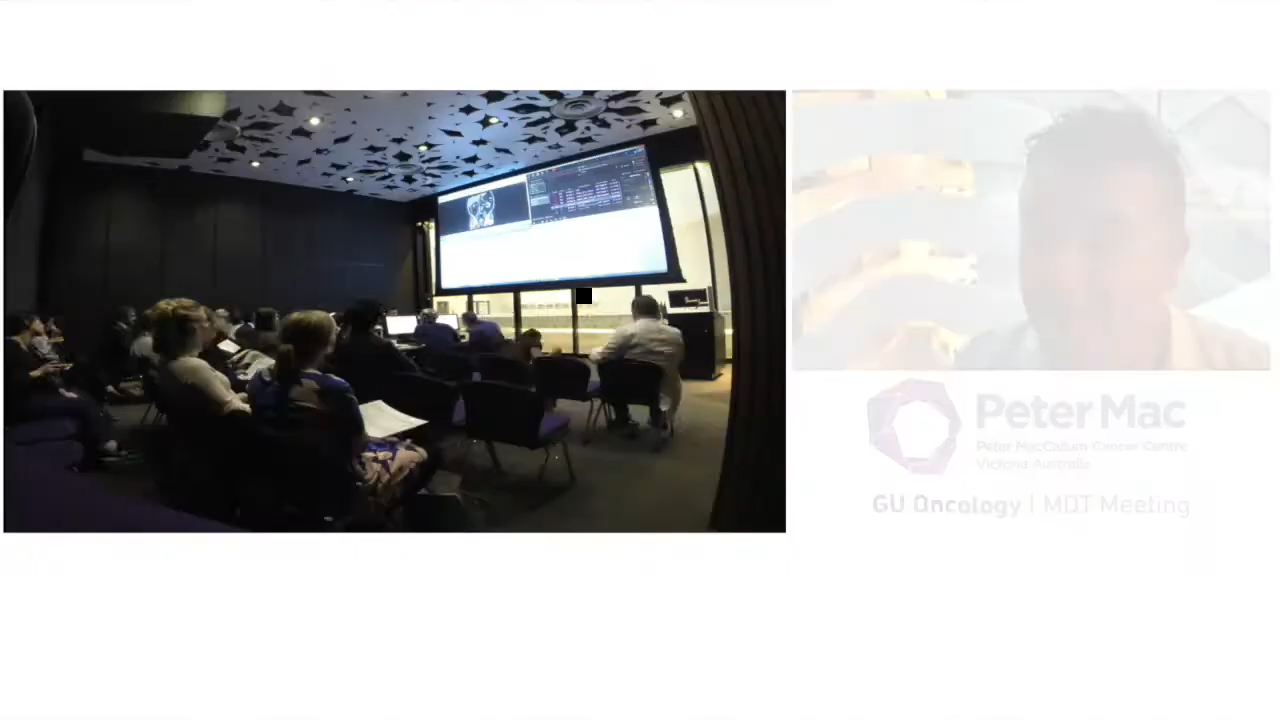 Peter Mac
Peter MacCallum Cancer Centre
Victoria Australia
GU Oncology | MDT Meeting